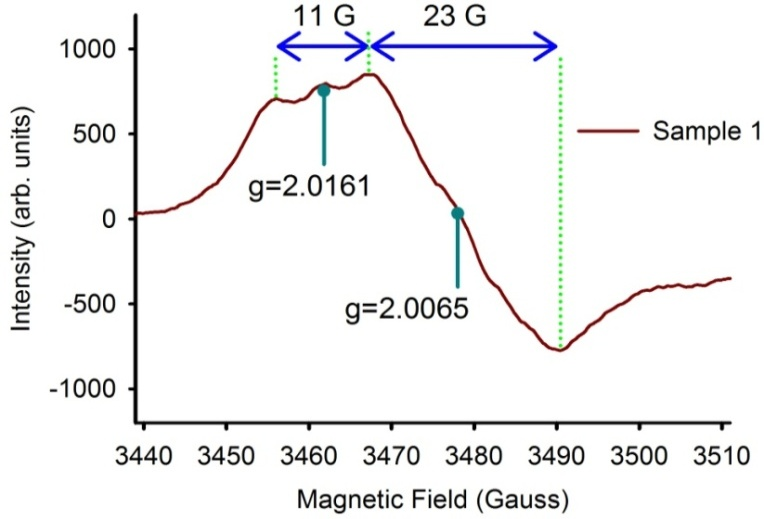 11 G
23 G
1000
500
0
-500
-1000
Intensity (arb. units)
Sample 1
g=2.0161
g=2.0065
3440 3450 3460 3470 3480 3490 3500 3510
Magnetic Field (Gauss)